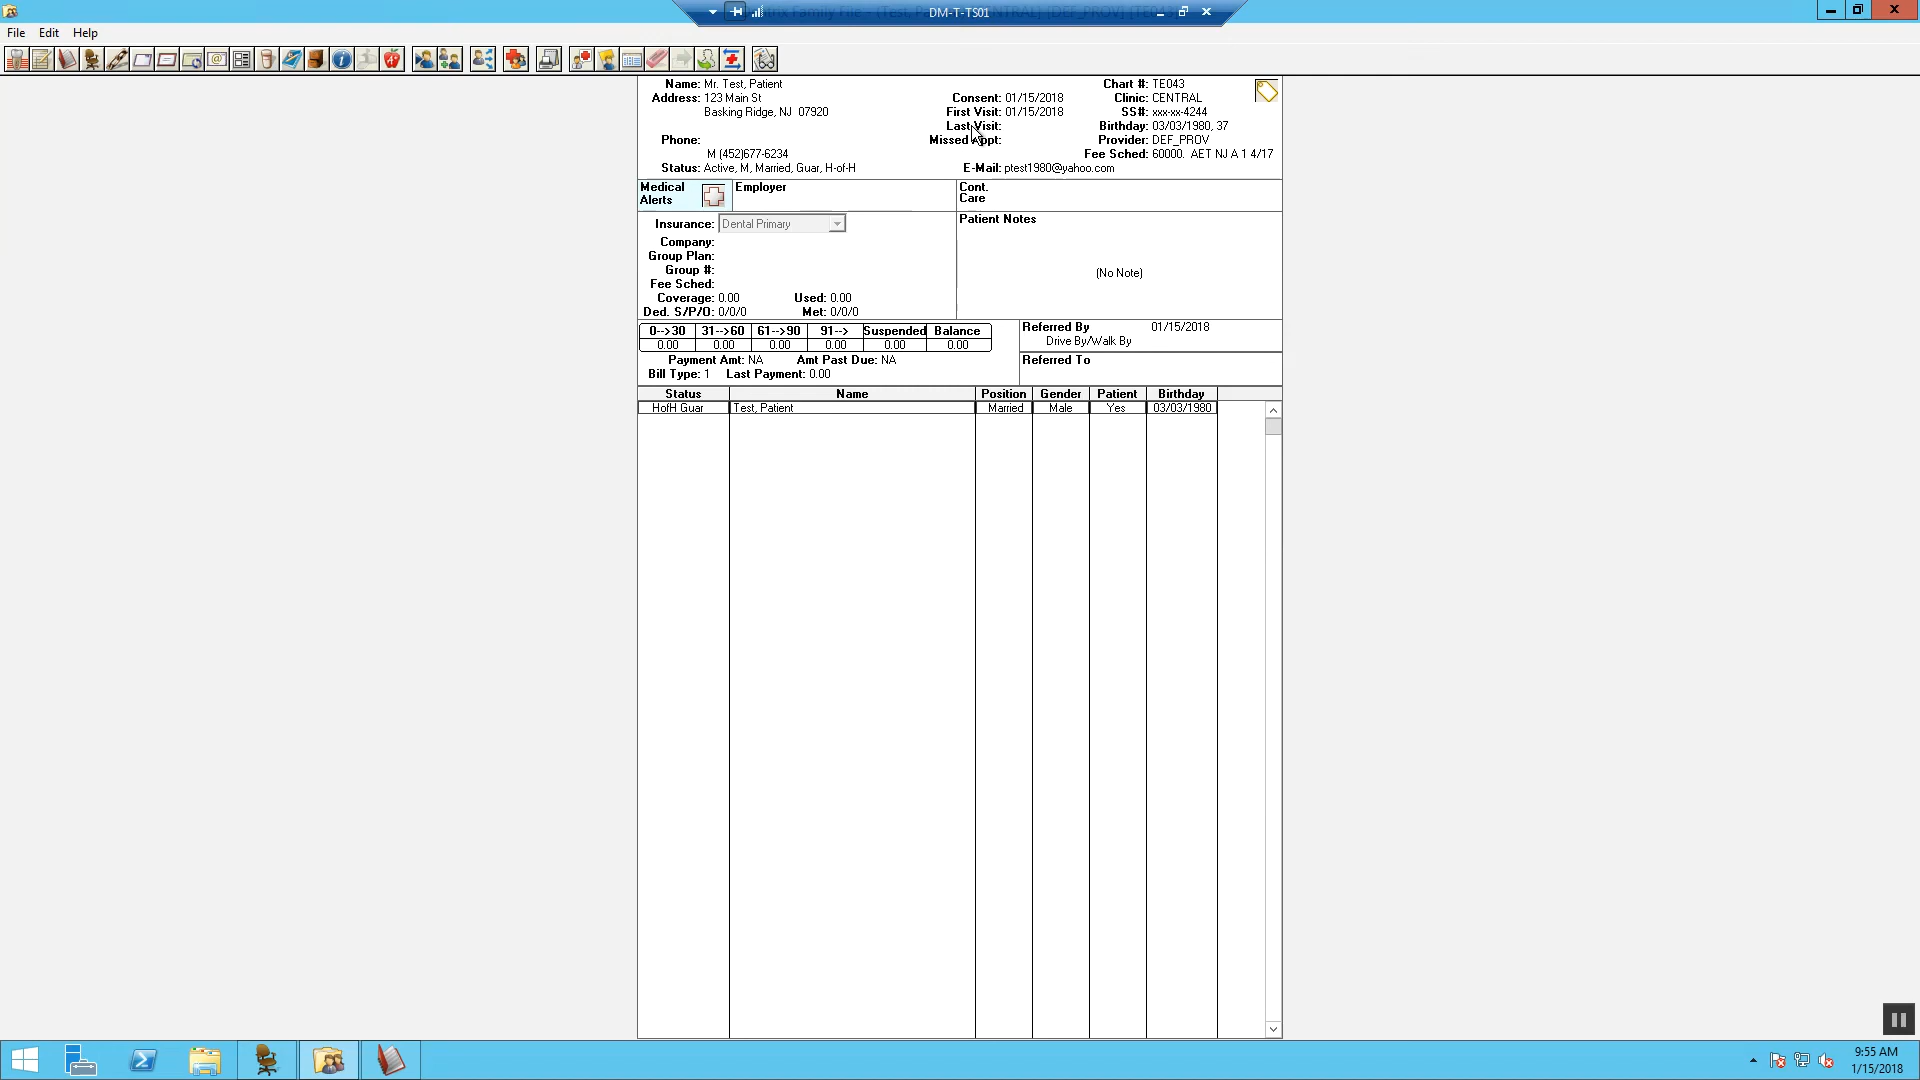 DM-T-TS01
File Edit Help
Name: Mr. Test, Patient
Address: 123 Main St
Basking Ridge, NJ 07920
Phone:
M (452)677-6234
Status: Active, M, Married, Guar, H-of-H
Consent: 01/15/2018
First Visit: 01/15/2018
Last Visit:
Missed Appt:
E-Mail: ptest1980@yahoo.com
Chart #: TE043
Clinic: CENTRAL
SS#: xxx-xx-4244
Birthday: 03/03/1980, 37
Provider: DEF_PROV
Fee Sched: 60000. AET NJ A 1 4/17
Medical
Alerts
Employer
Cont.
Care
Insurance: Dental Primary
Company:
Group Plan:
Group #:
Fee Sched:
Coverage: 0.00 Used: 0.00
Ded. S/P/O: 0/0/0 Met: 0/0/0
Patient Notes
(No Note)
0-->30 31-->60 61-->90 91--> Suspended Balance
0.00 0.00 0.00 0.00 0.00 0.00
Payment Amt: NA Amt Past Due: NA
Bill Type: 1 Last Payment: 0.00
Referred By 01/15/2018
Drive By/Walk By
Referred To
Status Name Position Gender Patient Birthday
HofH Guar Test, Patient Married Male Yes 03/03/1980
9:55 AM
1/15/2018